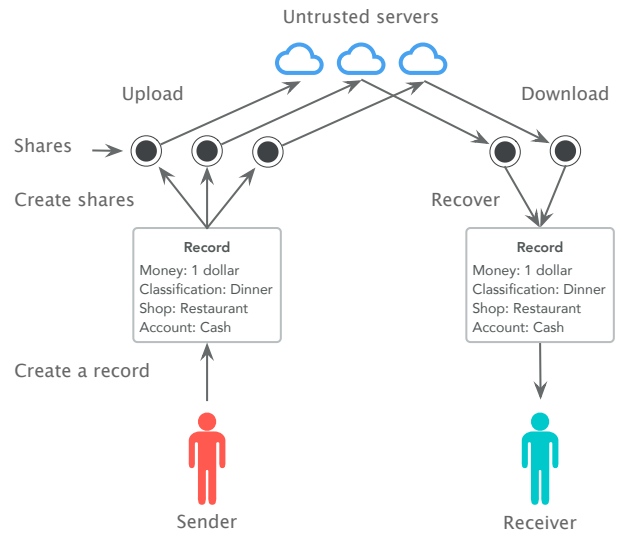 Untrusted servers
Upload
Download
Shares
Create shares
Recover
Record
Money: 1 dollar
Classification: Dinner
Shop: Restaurant
Account: Cash
Record
Money: 1 dollar
Classification: Dinner
Shop: Restaurant
Account: Cash
Create a record
Sender
Receiver